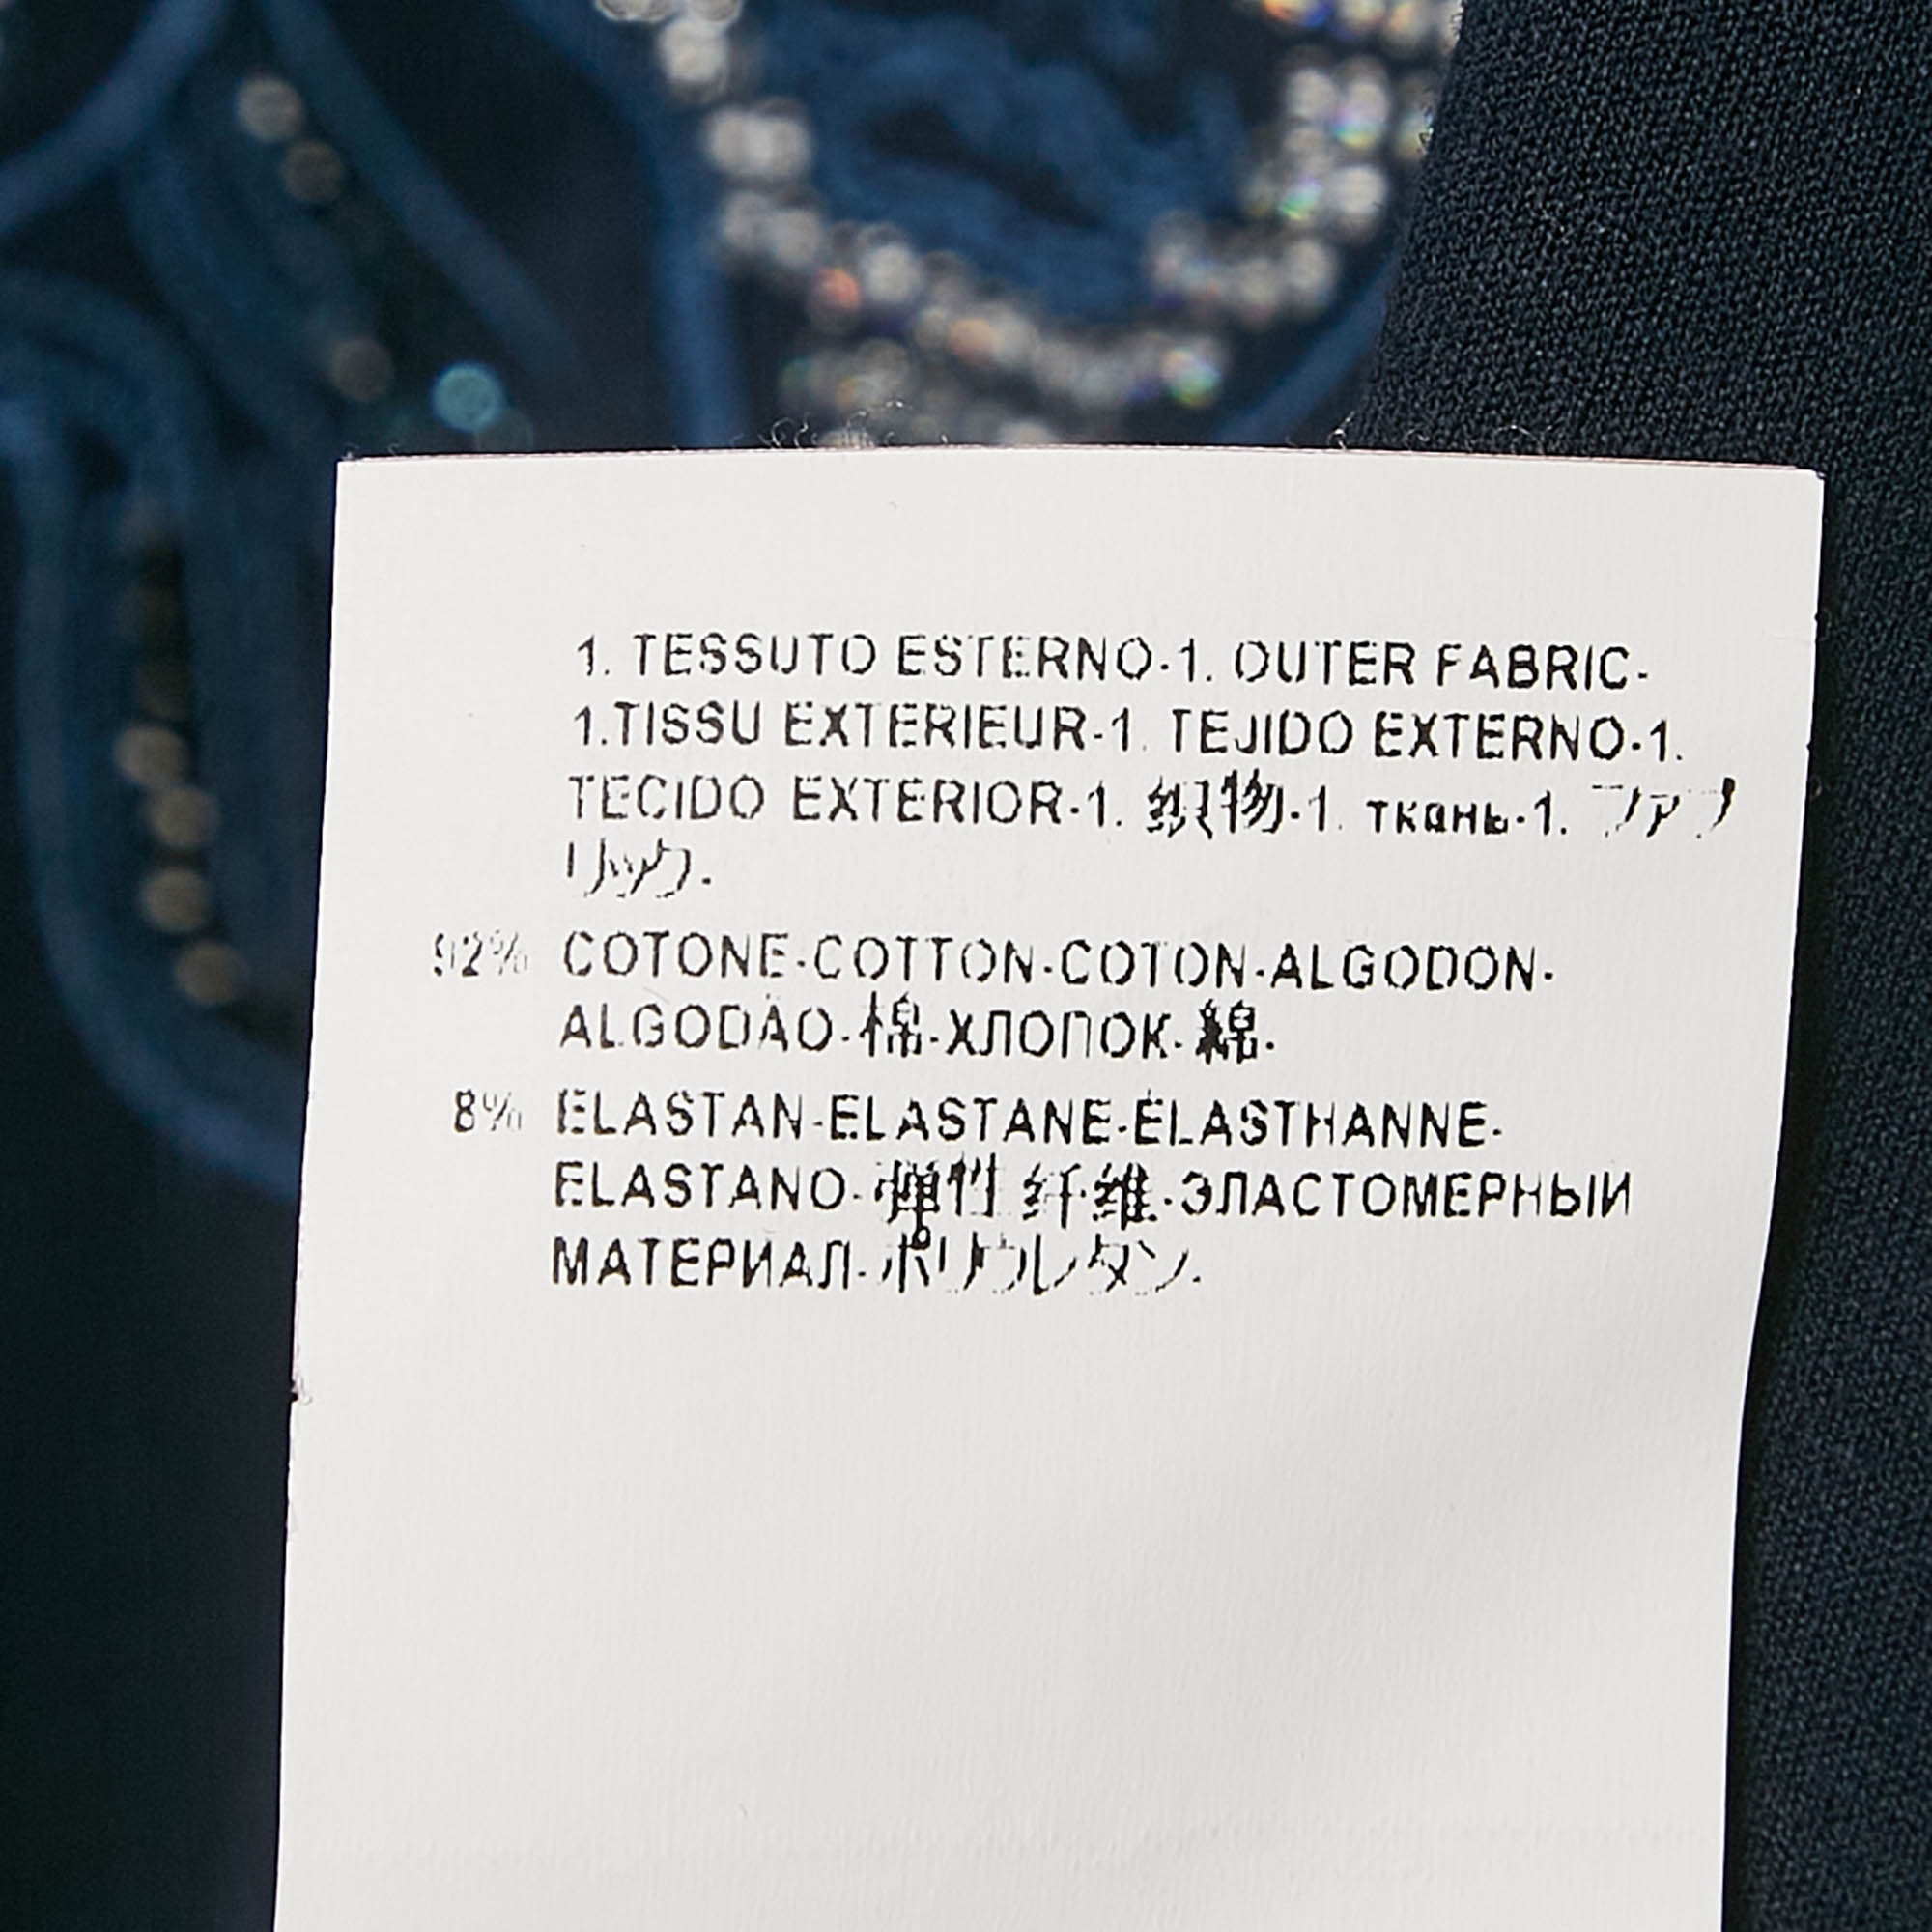 1. TESSUTO ESTERNO-1. OUTER FABRIC-
1.TISSU EXTERIEUR-1. TEJIDO EXTERNO-1.
TECIDO EXTERIOR-1. 织物-1. ткань-1. ファブ
リック.
92% COTONE-COTTON-COTON-ALGODON-
ALGODÃO-棉-ХЛОПОК-綿-
8% ELASTAN-ELASTANE-ÉLASTHANNE-
ELASTANO-弹性 纤维-ЭЛАСТОМЕРНЫЙ
МАТЕРИАЛ-ポリウレタン.